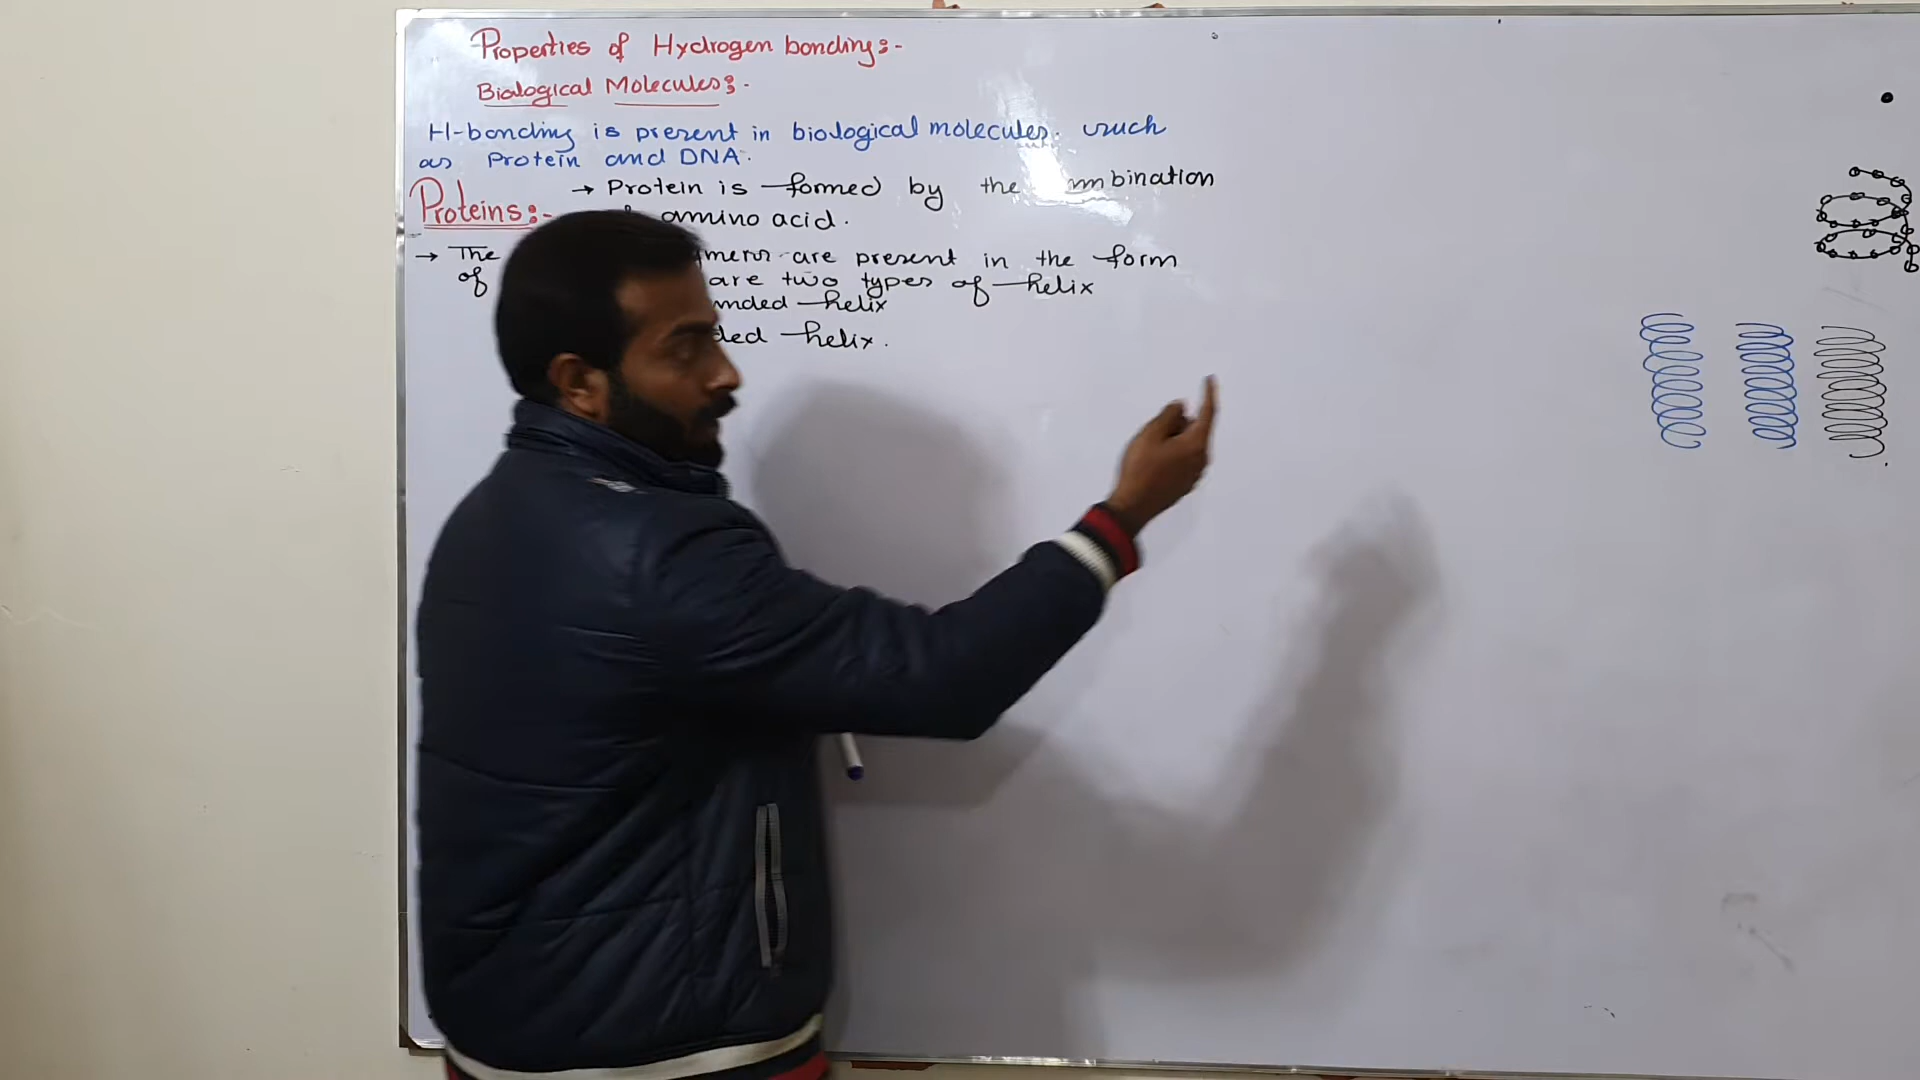 Properties of Hydrogen bonding:-
Biological Molecules:-
H-bonding is present in biological molecules. such
as Protein and DNA.
Proteins:- → Protein is formed by the combination
amino acid.
→ The are present in the form
of are two types of helix
helix
helix.